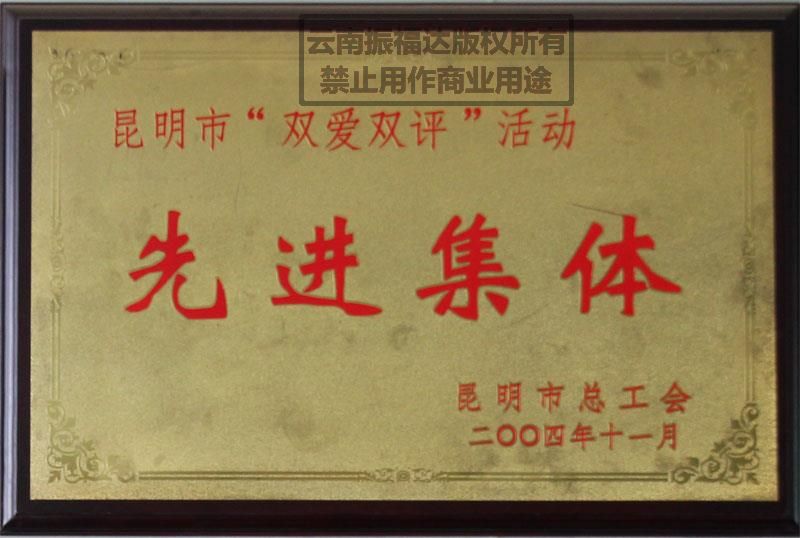 云南振福达版权所有
禁止用作商业用途
昆明市“双爱双评”活动
先进集体
昆明市总工会
二〇〇四年十一月